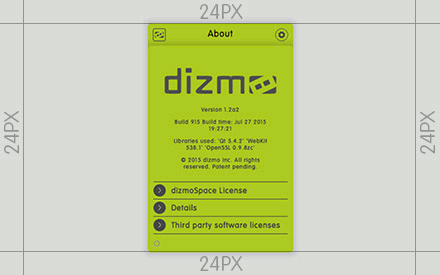 24PX
About
24PX
24PX
dizmo
Version 1.2a2
Build 915 Build time: Jul 27 2015
19:27:21
Libraries used: 'Qt 5.4.2' 'WebKit
538.1' 'OpenSSL 0.9.8zc'
© 2015 dizmo Inc. All rights
reserved. Patent pending.
dizmoSpace License
Details
Third party software licenses
24PX